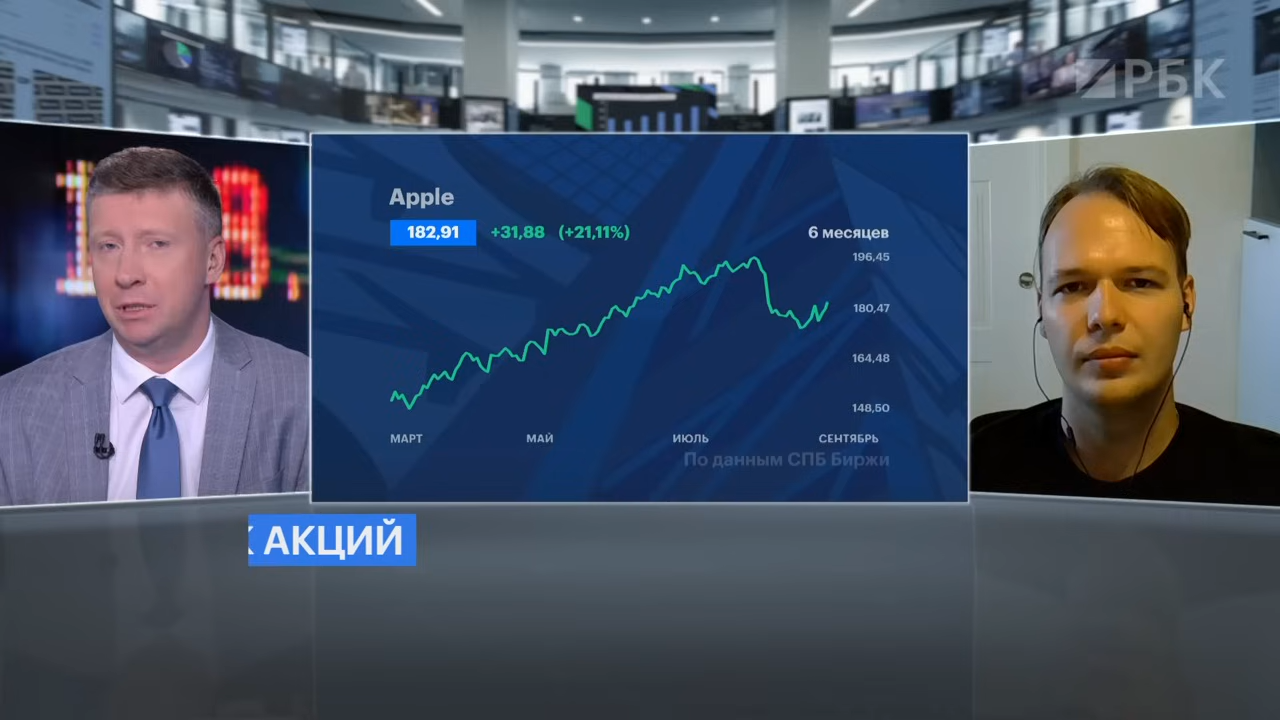 РБК
Apple
182,91 +31,88 (+21,11%) 6 месяцев
196,45
180,47
164,48
148,50
МАРТ МАЙ ИЮЛЬ СЕНТЯБРЬ
По данным СПБ Биржи
АКЦИЙ